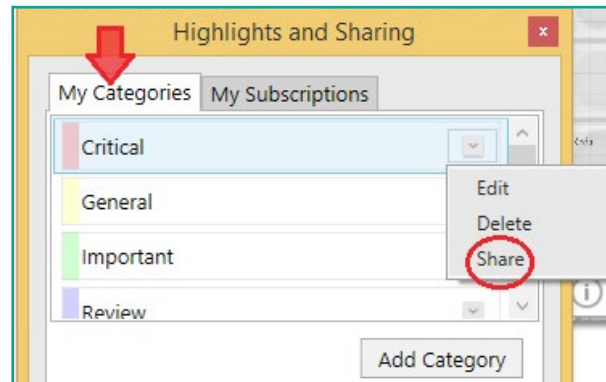 Highlights and Sharing
x
My Categories My Subscriptions
Critical
General
Important
Review
Edit
Delete
Share
Add Category